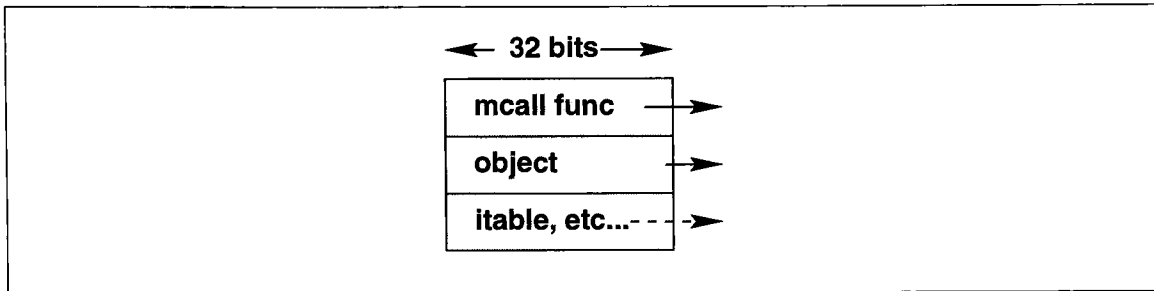 32 bits
mcall func
object
itable, etc...